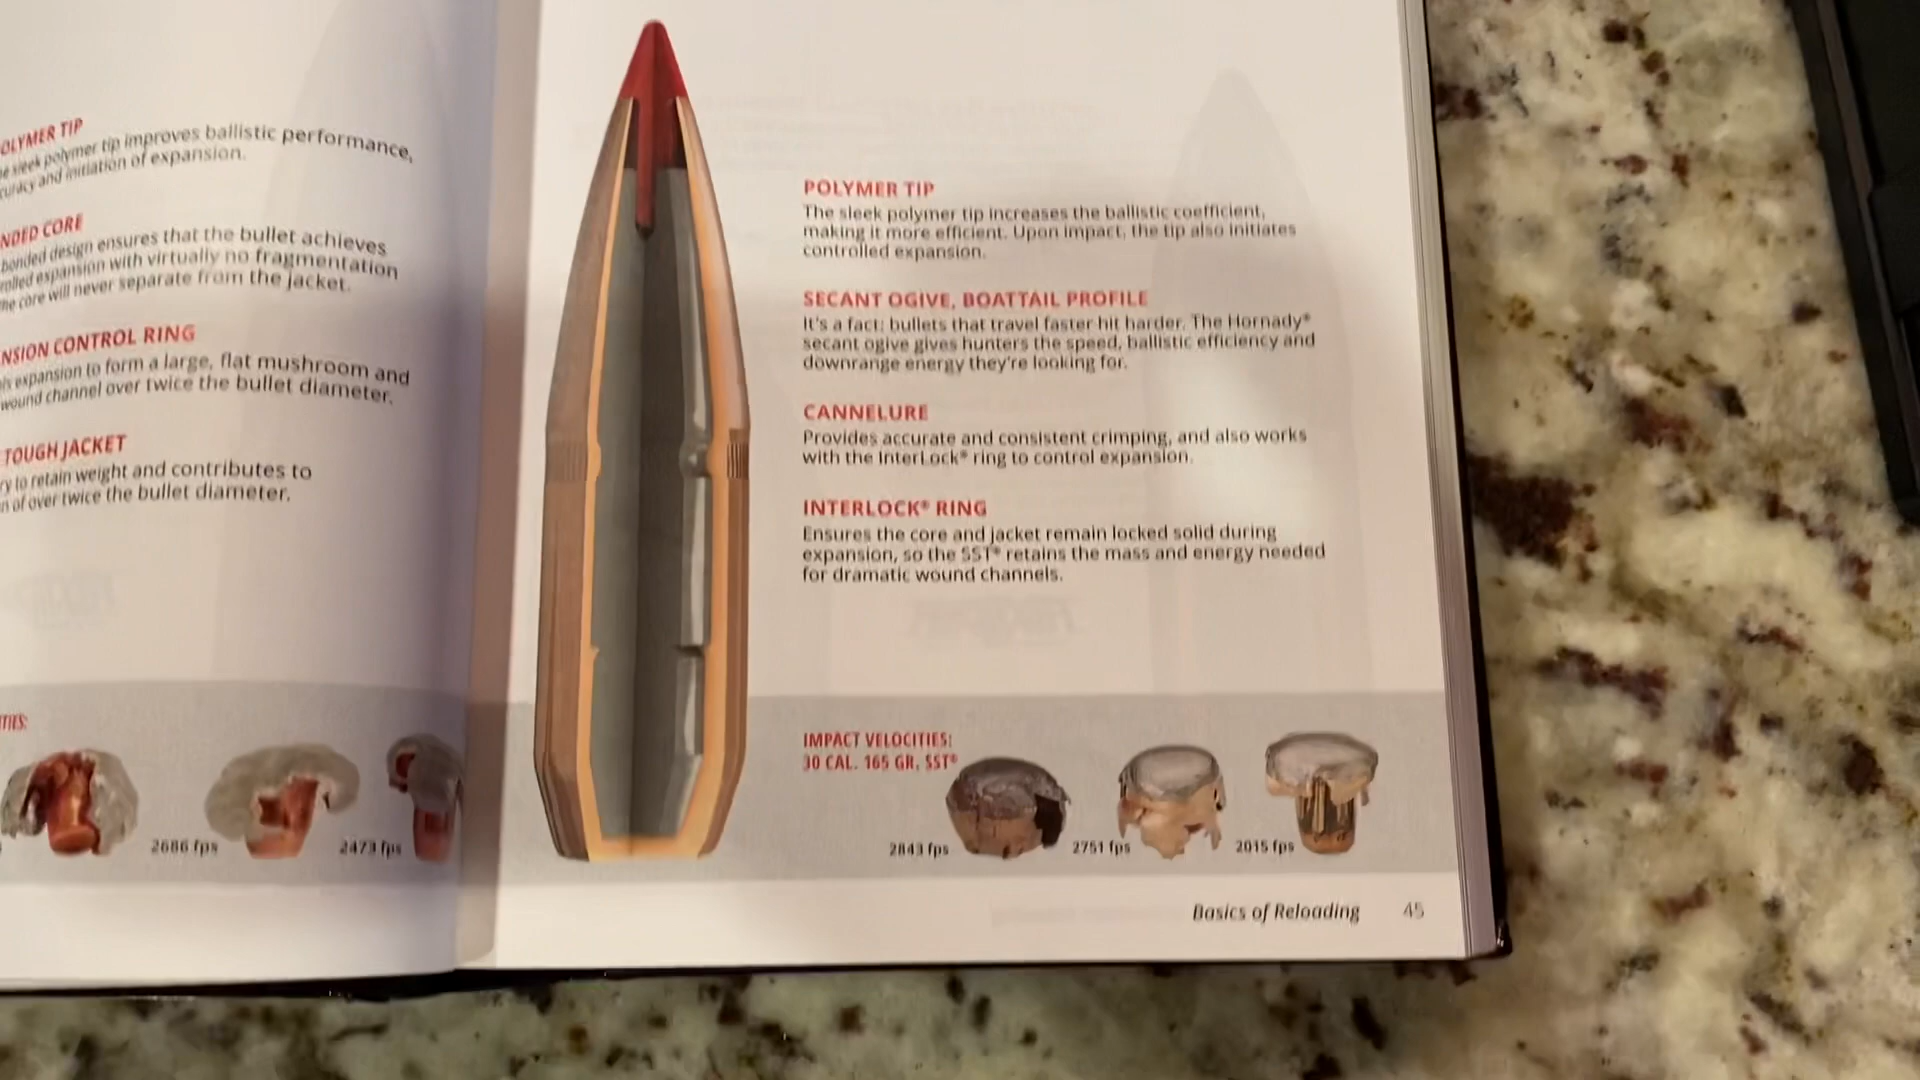 OLYMER TIP
sleek polymer tip improves ballistic performance,
and initiation of expansion.
NDED CORE
bonded design ensures that the bullet achieves
rolled expansion with virtually no fragmentation
core will never separate from the jacket.
NSION CONTROL RING
expansion to form a large, flat mushroom and
wound channel over twice the bullet diameter.
TOUGH JACKET
ry to retain weight and contributes to
n of over twice the bullet diameter.
TIES:
2686 fps
2473 fps
POLYMER TIP
The sleek polymer tip increases the ballistic coefficient,
making it more efficient. Upon impact, the tip also initiates
controlled expansion.
SECANT OGIVE, BOATTAIL PROFILE
It's a fact: bullets that travel faster hit harder. The Hornady®
secant ogive gives hunters the speed, ballistic efficiency and
downrange energy they're looking for.
CANNELURE
Provides accurate and consistent crimping, and also works
with the InterLock® ring to control expansion.
INTERLOCK® RING
Ensures the core and jacket remain locked solid during
expansion, so the SST® retains the mass and energy needed
for dramatic wound channels.
IMPACT VELOCITIES:
30 CAL. 165 GR. SST®
2843 fps
2751 fps
2015 fps
Basics of Reloading 45